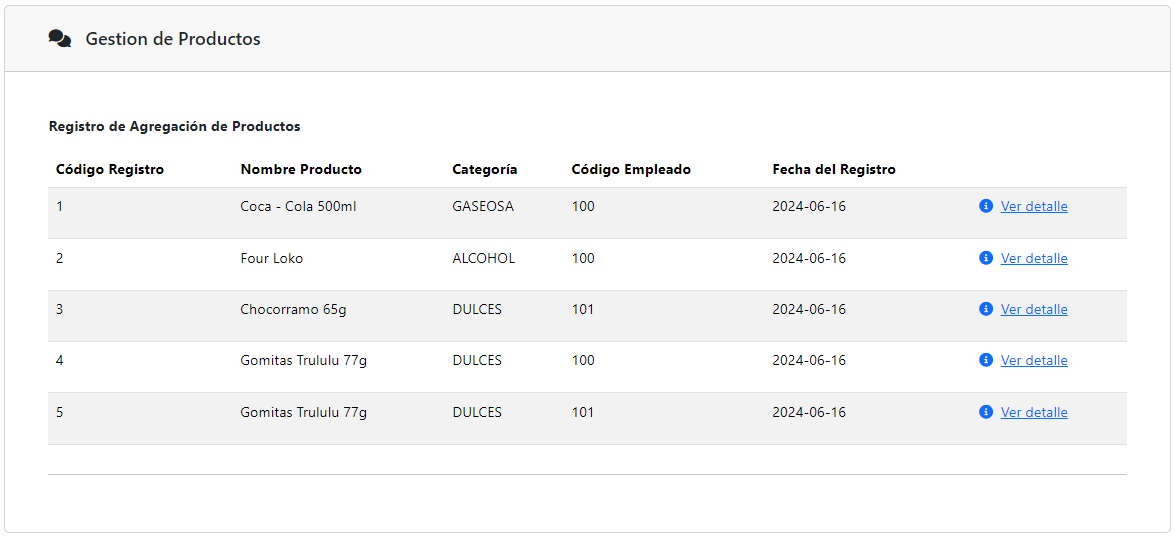 Gestion de Productos
Registro de Agregación de Productos
Código Registro Nombre Producto Categoría Código Empleado Fecha del Registro
1 Coca - Cola 500ml GASEOSA 100 2024-06-16 Ver detalle
2 Four Loko ALCOHOL 100 2024-06-16 Ver detalle
3 Chocorramo 65g DULCES 101 2024-06-16 Ver detalle
4 Gomitas Trululu 77g DULCES 100 2024-06-16 Ver detalle
5 Gomitas Trululu 77g DULCES 101 2024-06-16 Ver detalle